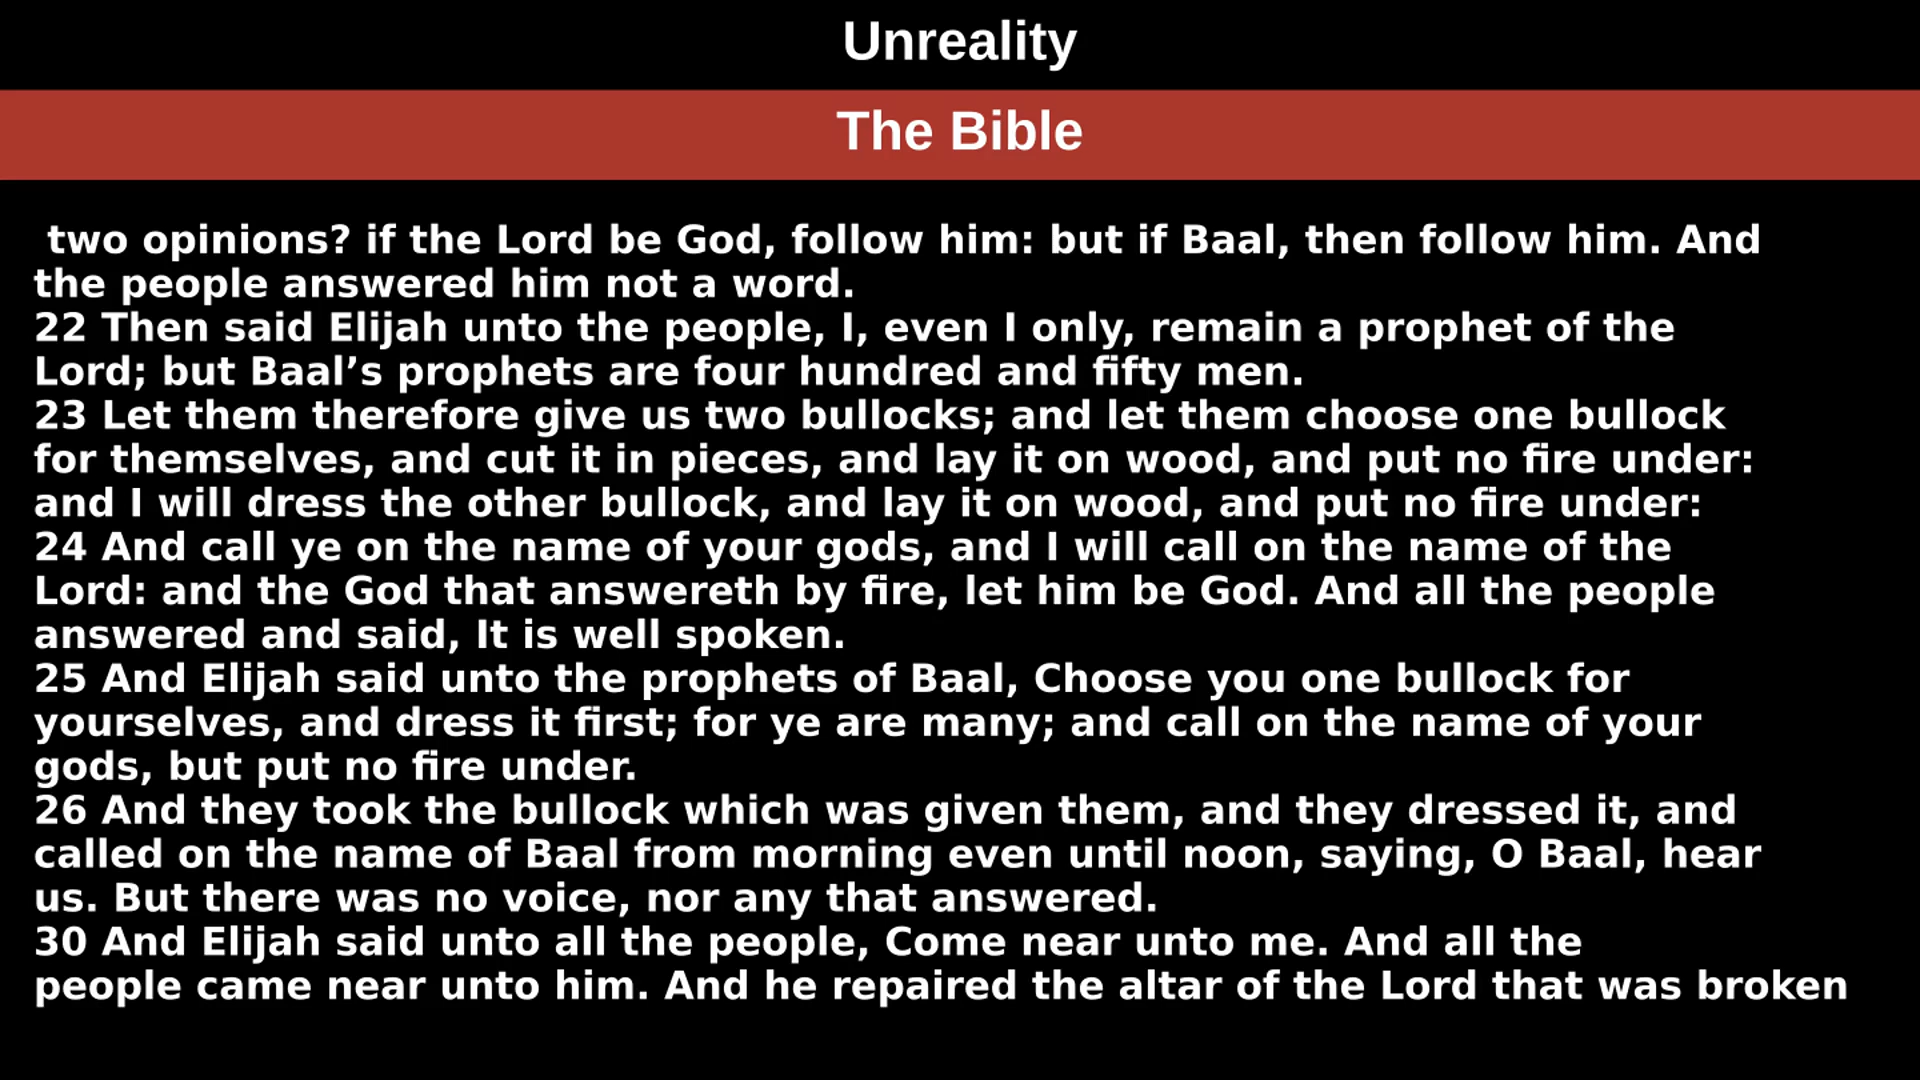 Unreality
The Bible
two opinions? if the Lord be God, follow him: but if Baal, then follow him. And
the people answered him not a word.
22 Then said Elijah unto the people, I, even I only, remain a prophet of the
Lord; but Baal’s prophets are four hundred and fifty men.
23 Let them therefore give us two bullocks; and let them choose one bullock
for themselves, and cut it in pieces, and lay it on wood, and put no fire under:
and I will dress the other bullock, and lay it on wood, and put no fire under:
24 And call ye on the name of your gods, and I will call on the name of the
Lord: and the God that answereth by fire, let him be God. And all the people
answered and said, It is well spoken.
25 And Elijah said unto the prophets of Baal, Choose you one bullock for
yourselves, and dress it first; for ye are many; and call on the name of your
gods, but put no fire under.
26 And they took the bullock which was given them, and they dressed it, and
called on the name of Baal from morning even until noon, saying, O Baal, hear
us. But there was no voice, nor any that answered.
30 And Elijah said unto all the people, Come near unto me. And all the
people came near unto him. And he repaired the altar of the Lord that was broken